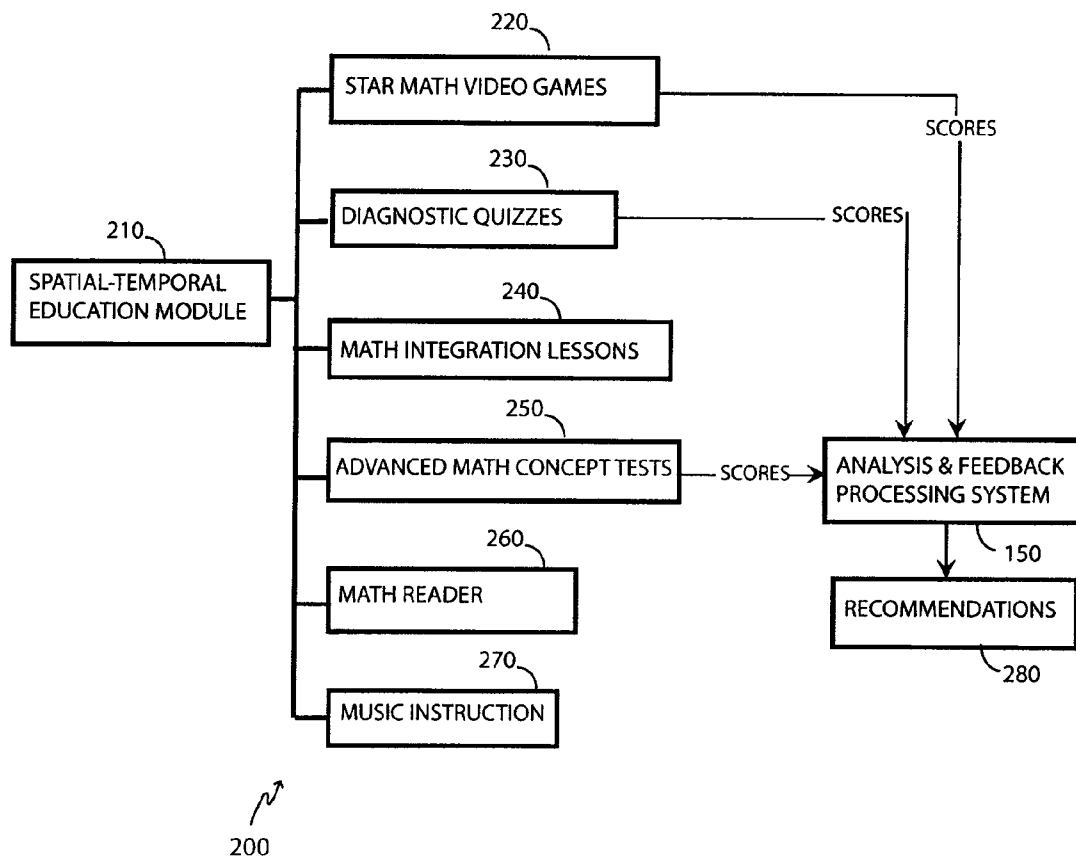 220
STAR MATH VIDEO GAMES
SCORES
230
DIAGNOSTIC QUIZZES
SCORES
210
SPATIAL-TEMPORAL
EDUCATION MODULE
240
MATH INTEGRATION LESSONS
250
ADVANCED MATH CONCEPT TESTS
SCORES
ANALYSIS & FEEDBACK
PROCESSING SYSTEM
150
260
MATH READER
RECOMMENDATIONS
280
270
MUSIC INSTRUCTION
200